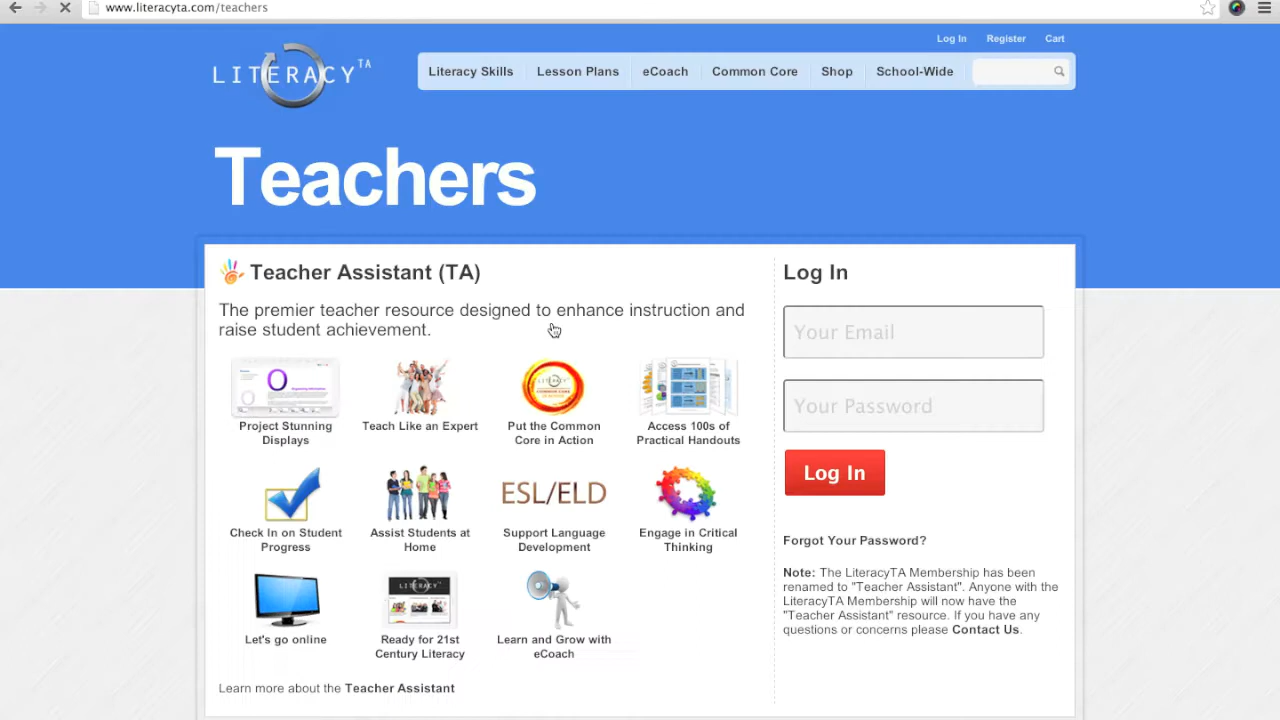 www.literacyta.com/teachers
Log In Register Cart
LITERACY TA
Literacy Skills Lesson Plans eCoach Common Core Shop School-Wide
Teachers
Teacher Assistant (TA)
The premier teacher resource designed to enhance instruction and
raise student achievement.
Project Stunning
Displays
Teach Like an Expert
Put the Common
Core in Action
Access 100s of
Practical Handouts
Check In on Student
Progress
Assist Students at
Home
ESL/ELD
Support Language
Development
Engage in Critical
Thinking
Let's go online
LITERACY
Ready for 21st
Century Literacy
Learn and Grow with
eCoach
Learn more about the Teacher Assistant
Log In
Your Email
Your Password
Log In
Forgot Your Password?
Note: The LiteracyTA Membership has been
renamed to "Teacher Assistant". Anyone with the
LiteracyTA Membership will now have the
"Teacher Assistant" resource. If you have any
questions or concerns please Contact Us.